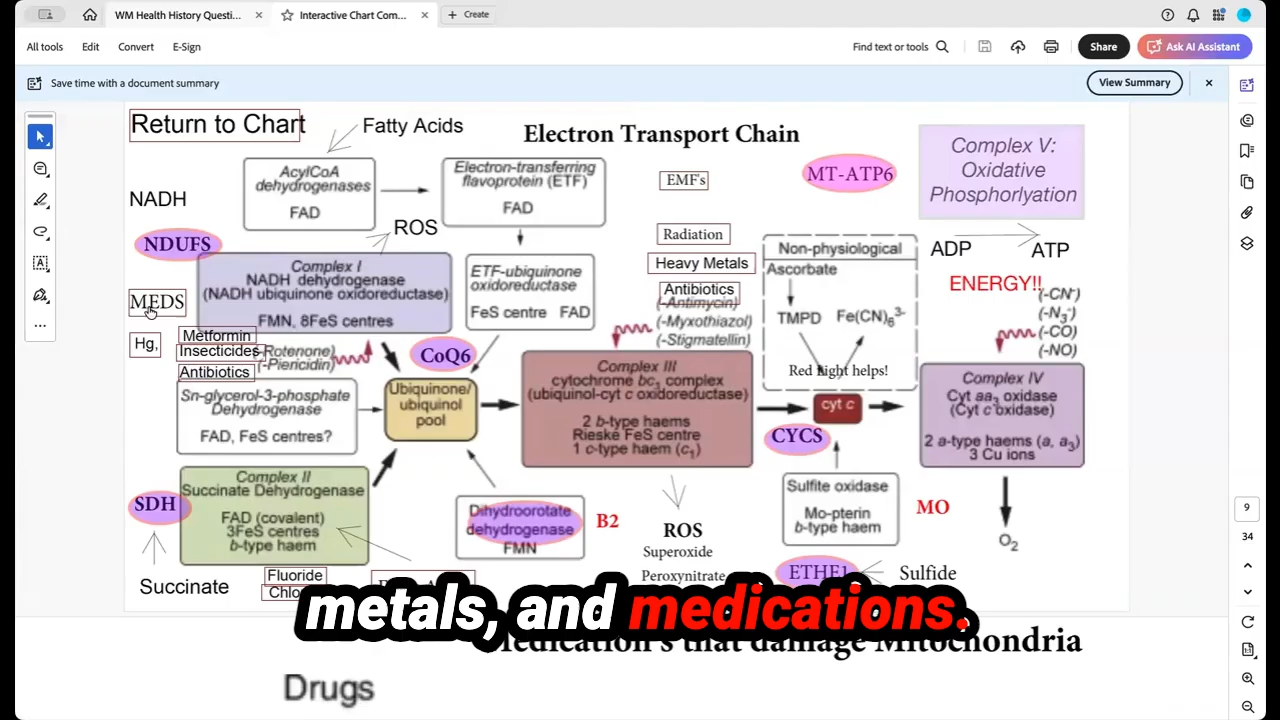 WM Health History Questi...
Interactive Chart Com...
Create
All tools
Edit
Convert
E-Sign
Find text or tools
Share
Ask AI Assistant
Save time with a document summary
View Summary
Return to Chart
Fatty Acids
Electron Transport Chain
MT-ATP6
Complex V:
Oxidative
Phosphorlyation
AcylCoA
dehydrogenases
FAD
Electron-transferring
flavoprotein (ETF)
FAD
EMF's
NADH
ROS
NDUFS
Radiation
Non-physiological
Ascorbate
TMPD
Fe(CN)₆³⁻
Red light helps!
ADP
ATP
ENERGY!!
Complex I
NADH dehydrogenase
(NADH ubiquinone oxidoreductase)
FMN, 8FeS centres
ETF-ubiquinone
oxidoreductase
FeS centre FAD
Heavy Metals
Antibiotics
(-Antimycin)
(-Myxothiazol)
(-Stigmatellin)
(-CN⁻)
(-N₃⁻)
(-CO)
(-NO)
MEDS
Hg,
Metformin
Insecticides
(-Rotenone)
(-Piericidin)
Antibiotics
CoQ6
Ubiquinone/
ubiquinol
pool
Complex III
cytochrome bc₁ complex
(ubiquinol-cyt c oxidoreductase)
2 b-type haems
Rieske FeS centre
1 c-type haem (c₁)
cyt c
CYCS
Complex IV
Cyt aa₃ oxidase
(Cyt c oxidase)
2 a-type haems (a, a₃)
3 Cu ions
Sn-glycerol-3-phosphate
Dehydrogenase
FAD, FeS centres?
SDH
Complex II
Succinate Dehydrogenase
FAD (covalent)
3FeS centres
b-type haem
Dihydroorotate
dehydrogenase
FMN
B2
ROS
Superoxide
Peroxynitrate
Sulfite oxidase
Mo-pterin
b-type haem
MO
O₂
ETHE1
Sulfide
Succinate
Fluoride
9
34
metals, and medications.
Medication's that damage Mitochondria
Drugs